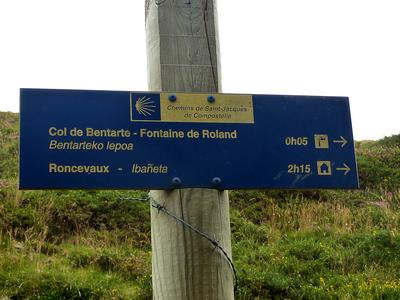 Chemins de Saint-Jacques
de Compostelle
Col de Bentarte - Fontaine de Roland
0h05
Bentarteko lepoa
Roncevaux - Ibañeta
2h15